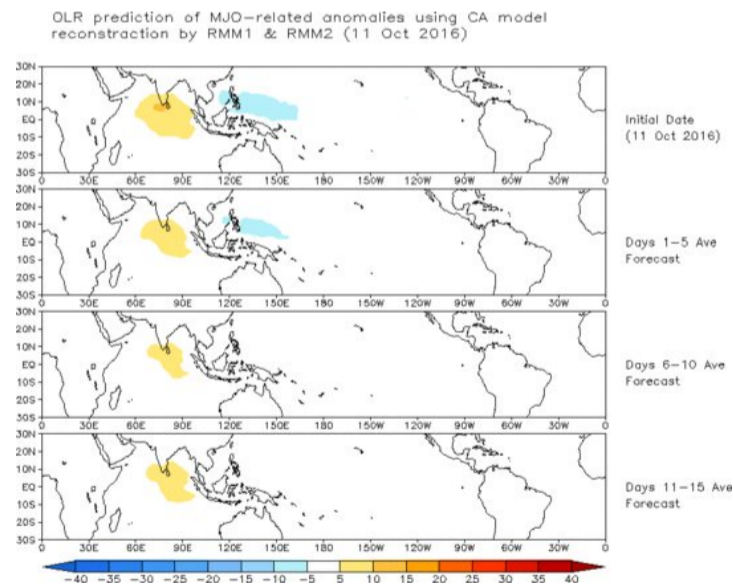 OLR prediction of MJO-related anomalies using CA model
reconstraction by RMM1 & RMM2 (11 Oct 2016)
30N
20N
10N
EQ
10S
20S
30S
0 30E 60E 90E 120E 150E 180 150W 120W 90W 60W 30W 0
Initial Date
(11 Oct 2016)
30N
20N
10N
EQ
10S
20S
30S
0 30E 60E 90E 120E 150E 180 150W 120W 90W 60W 30W 0
Days 1-5 Ave
Forecast
30N
20N
10N
EQ
10S
20S
30S
0 30E 60E 90E 120E 150E 180 150W 120W 90W 60W 30W 0
Days 6-10 Ave
Forecast
30N
20N
10N
EQ
10S
20S
30S
0 30E 60E 90E 120E 150E 180 150W 120W 90W 60W 30W 0
Days 11-15 Ave
Forecast
-40 -35 -30 -25 -20 -15 -10 -5 5 10 15 20 25 30 35 40